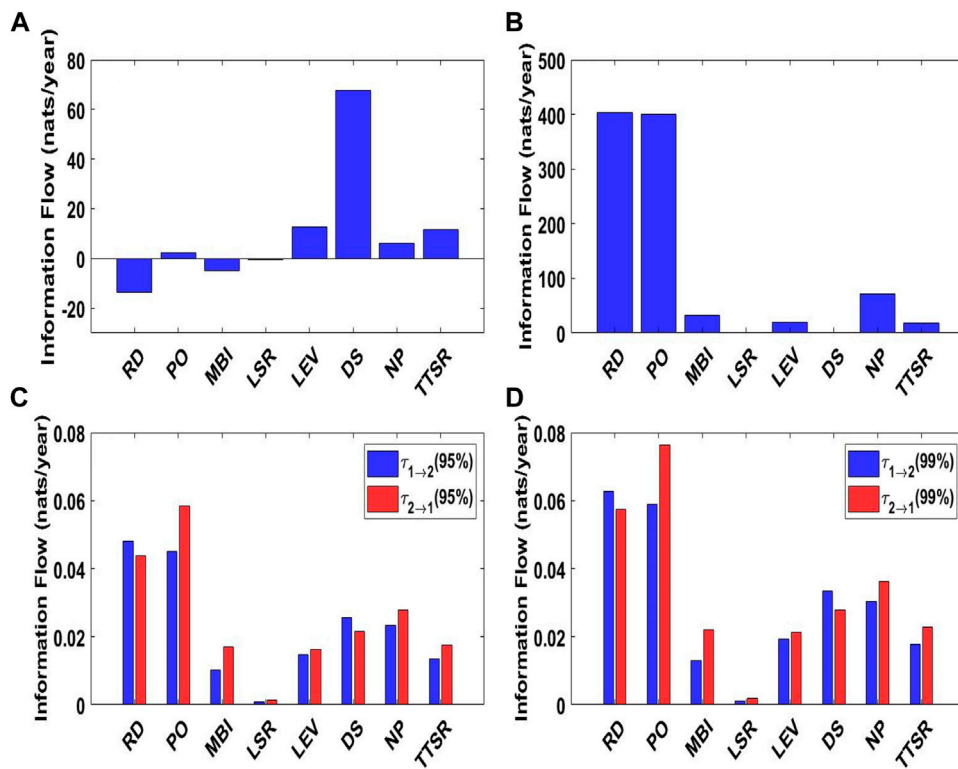 A
Information Flow (nats/year)
80
60
40
20
0
-20
RD PO MBI LSR LEV DS NP TTSR
B
Information Flow (nats/year)
500
400
300
200
100
0
RD PO MBI LSR LEV DS NP TTSR
C
Information Flow (nats/year)
0.08
0.06
0.04
0.02
0
τ1→2(95%)
τ2→1(95%)
RD PO MBI LSR LEV DS NP TTSR
D
Information Flow (nats/year)
0.08
0.06
0.04
0.02
0
τ1→2(99%)
τ2→1(99%)
RD PO MBI LSR LEV DS NP TTSR